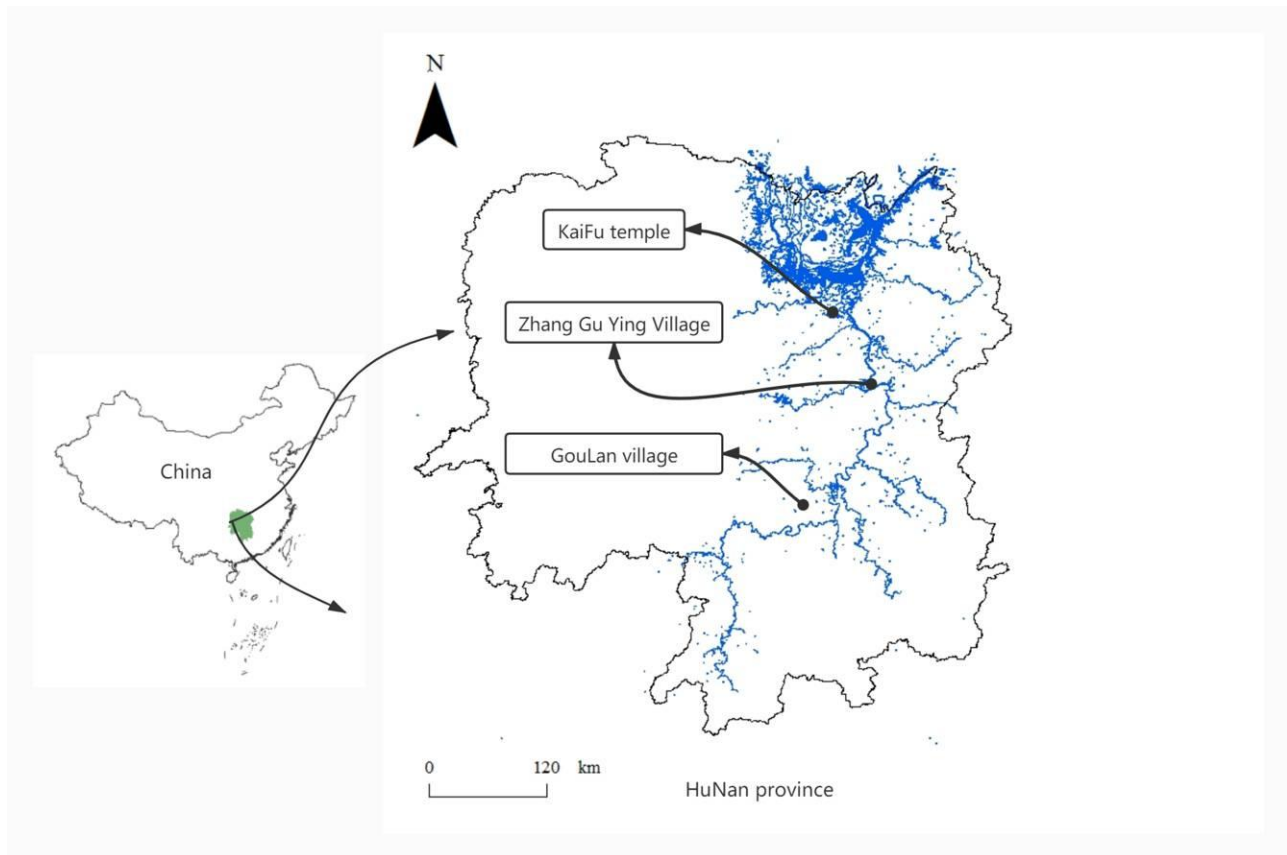 N
KaiFu temple
Zhang Gu Ying Village
China
GouLan village
0 120 km
HuNan province